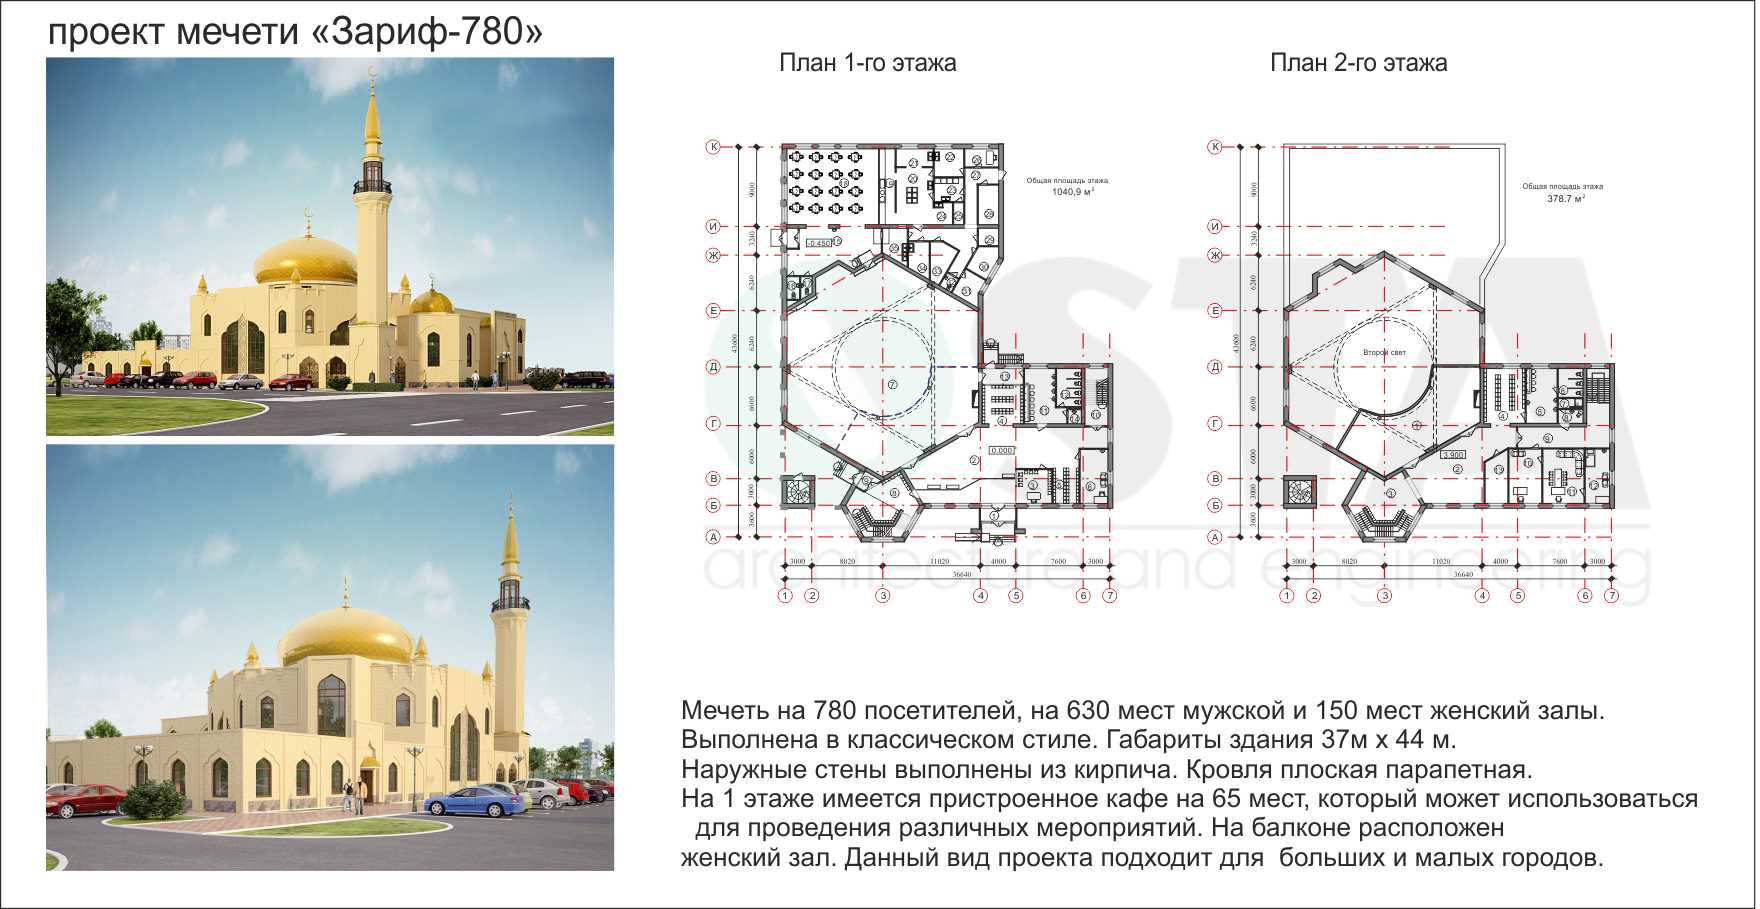 проект мечети «Зариф-780»
План 1-го этажа
План 2-го этажа
Общая площадь этажа
1040,9 м²
Общая площадь этажа
378.7 м²
К
И
Ж
Е
Д
Г
В
Б
А
9000
3240
6240
6240
6600
6000
3000
3600
43600
-0.450
0.000
3000
8020
11020
4000
7600
3000
36640
1 2 3 4 5 6 7
К
И
Ж
Е
Д
Г
В
Б
А
9000
3240
6240
6240
6600
6000
3000
3600
43600
Второй свет
3.900
3000
8020
11020
4000
7600
3000
36640
1 2 3 4 5 6 7
OSTA
architecture and engineering
Мечеть на 780 посетителей, на 630 мест мужской и 150 мест женский залы.
Выполнена в классическом стиле. Габариты здания 37м х 44 м.
Наружные стены выполнены из кирпича. Кровля плоская парапетная.
На 1 этаже имеется пристроенное кафе на 65 мест, который может использоваться
для проведения различных мероприятий. На балконе расположен
женский зал. Данный вид проекта подходит для больших и малых городов.